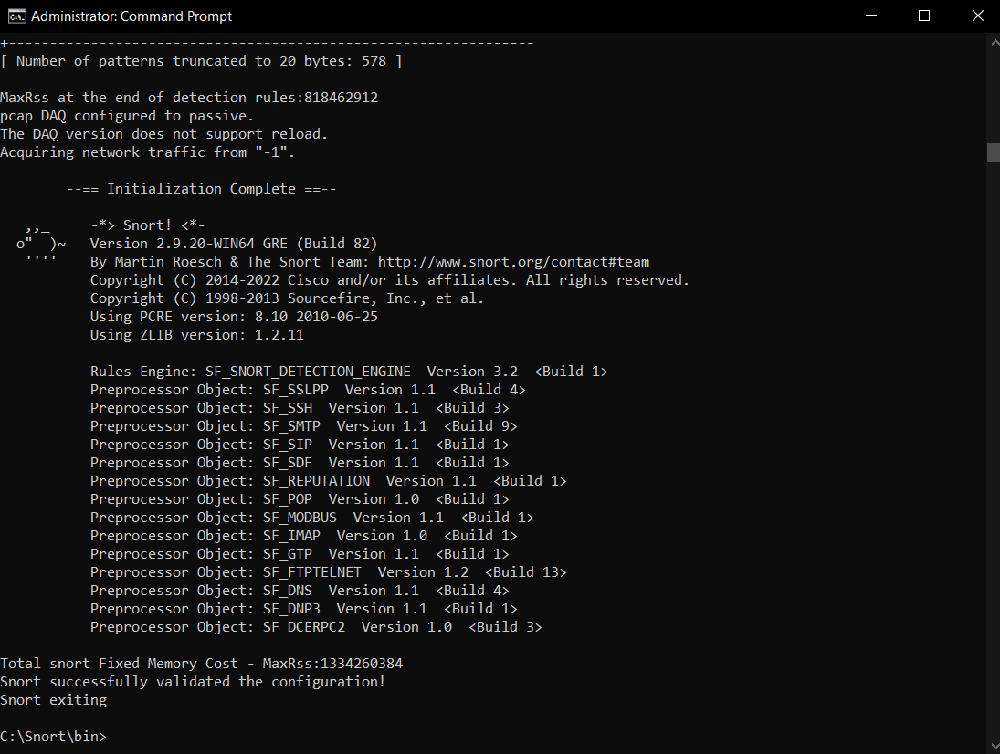 Administrator: Command Prompt
+---------------------------------------------------------------
[ Number of patterns truncated to 20 bytes: 578 ]
MaxRss at the end of detection rules:818462912
pcap DAQ configured to passive.
The DAQ version does not support reload.
Acquiring network traffic from "-1".
--== Initialization Complete ==--
,,_     -*> Snort! <*-
o"  )~   Version 2.9.20-WIN64 GRE (Build 82)
''''    By Martin Roesch & The Snort Team: http://www.snort.org/contact#team
Copyright (C) 2014-2022 Cisco and/or its affiliates. All rights reserved.
Copyright (C) 1998-2013 Sourcefire, Inc., et al.
Using PCRE version: 8.10 2010-06-25
Using ZLIB version: 1.2.11
Rules Engine: SF_SNORT_DETECTION_ENGINE  Version 3.2  <Build 1>
Preprocessor Object: SF_SSLPP  Version 1.1  <Build 4>
Preprocessor Object: SF_SSH  Version 1.1  <Build 3>
Preprocessor Object: SF_SMTP  Version 1.1  <Build 9>
Preprocessor Object: SF_SIP  Version 1.1  <Build 1>
Preprocessor Object: SF_SDF  Version 1.1  <Build 1>
Preprocessor Object: SF_REPUTATION  Version 1.1  <Build 1>
Preprocessor Object: SF_POP  Version 1.0  <Build 1>
Preprocessor Object: SF_MODBUS  Version 1.1  <Build 1>
Preprocessor Object: SF_IMAP  Version 1.0  <Build 1>
Preprocessor Object: SF_GTP  Version 1.1  <Build 1>
Preprocessor Object: SF_FTPTELNET  Version 1.2  <Build 13>
Preprocessor Object: SF_DNS  Version 1.1  <Build 4>
Preprocessor Object: SF_DNP3  Version 1.1  <Build 1>
Preprocessor Object: SF_DCERPC2  Version 1.0  <Build 3>
Total snort Fixed Memory Cost - MaxRss:1334260384
Snort successfully validated the configuration!
Snort exiting
C:\Snort\bin>